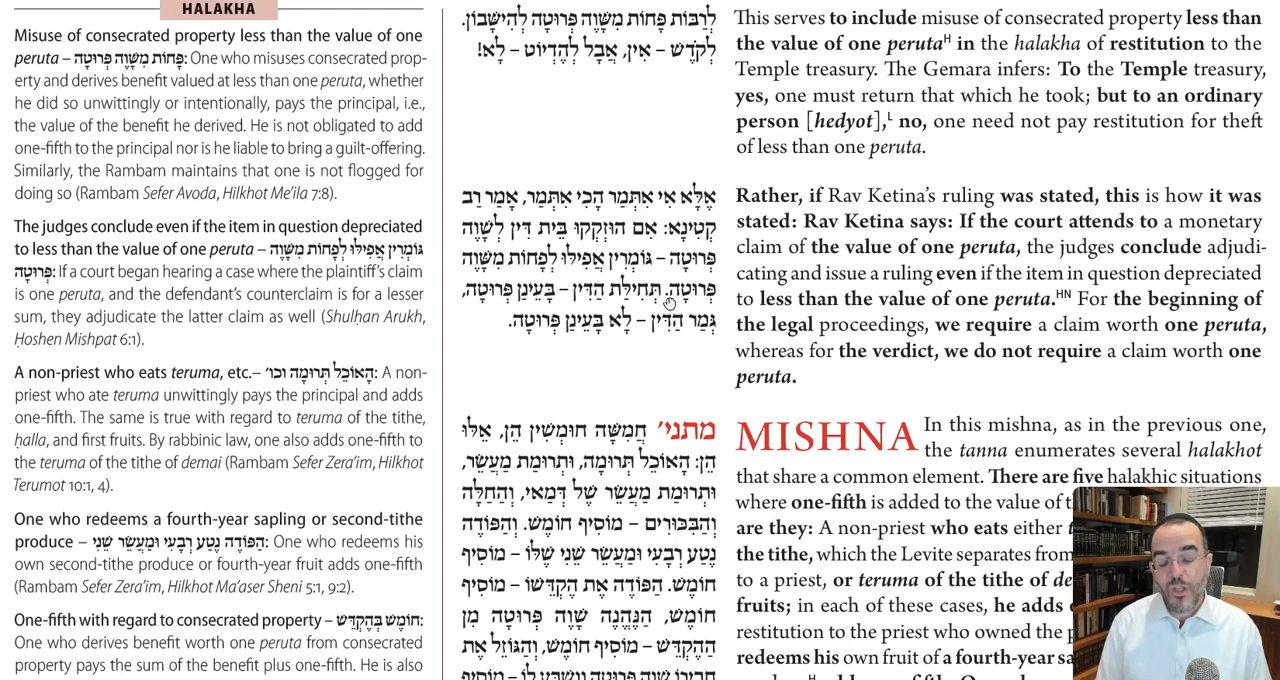 HALAKHA
Misuse of consecrated property less than the value of one
peruta – פָּחוֹת מִשָּׁוֶה פְּרוּטָה: One who misuses consecrated prop-
erty and derives benefit valued at less than one peruta, whether
he did so unwittingly or intentionally, pays the principal, i.e.,
the value of the benefit he derived. He is not obligated to add
one-fifth to the principal nor is he liable to bring a guilt-offering.
Similarly, the Rambam maintains that one is not flogged for
doing so (Rambam Sefer Avoda, Hilkhot Me'ila 7:8).
The judges conclude even if the item in question depreciated
to less than the value of one peruta – גּוֹמְרִין אֲפִילּוּ לְפָחוֹת מִשָּׁוֶה
פְּרוּטָה: If a court began hearing a case where the plaintiff's claim
is one peruta, and the defendant's counterclaim is for a lesser
sum, they adjudicate the latter claim as well (Shulḥan Arukh,
Ḥoshen Mishpat 6:1).
A non-priest who eats teruma, etc.– הָאוֹכֵל תְּרוּמָה וכו׳: A non-
priest who ate teruma unwittingly pays the principal and adds
one-fifth. The same is true with regard to teruma of the tithe,
ḥalla, and first fruits. By rabbinic law, one also adds one-fifth to
the teruma of the tithe of demai (Rambam Sefer Zera'im, Hilkhot
Terumot 10:1, 4).
One who redeems a fourth-year sapling or second-tithe
produce – הַפּוֹדֶה נֶטַע רְבָעִי וּמַעֲשֵׂר שֵׁנִי: One who redeems his
own second-tithe produce or fourth-year fruit adds one-fifth
(Rambam Sefer Zera'im, Hilkhot Ma'aser Sheni 5:1, 9:2).
One-fifth with regard to consecrated property – חוֹמֶשׁ בְּהֶקְדֵּשׁ:
One who derives benefit worth one peruta from consecrated
property pays the sum of the benefit plus one-fifth. He is also
לְרַבּוֹת פָּחוֹת מִשָּׁוֶה פְּרוּטָה לְהִישָּׁבוֹן.
לְקֹדֶשׁ – אִין, אֲבָל לְהֶדְיוֹט – לָא!
אֶלָּא אִי אִתְּמַר הָכִי אִתְּמַר, אָמַר רַב
קְטִינָא: אִם הוּזְקְקוּ בֵּית דִּין לְשָׁוֶה
פְּרוּטָה – גּוֹמְרִין אֲפִילּוּ לְפָחוֹת מִשָּׁוֶה
פְּרוּטָה. תְּחִילַּת הַדִּין – בָּעֵינַן פְּרוּטָה,
גְּמַר הַדִּין – לָא בָּעֵינַן פְּרוּטָה.
מתני׳ חֲמִשָּׁה חוּמְשִׁין הֵן, אֵלּוּ
הֵן: הָאוֹכֵל תְּרוּמָה, וּתְרוּמַת מַעֲשֵׂר,
וּתְרוּמַת מַעֲשֵׂר שֶׁל דְּמַאי, וְהַחַלָּה
וְהַבִּכּוּרִים – מוֹסִיף חוֹמֶשׁ. וְהַפּוֹדֶה
נֶטַע רְבָעִי וּמַעֲשֵׂר שֵׁנִי שֶׁלּוֹ – מוֹסִיף
חוֹמֶשׁ. הַפּוֹדֶה אֶת הֶקְדֵּשׁוֹ – מוֹסִיף
חוֹמֶשׁ, הַנֶּהֱנֶה שָׁוֶה פְּרוּטָה מִן
הַהֶקְדֵּשׁ – מוֹסִיף חוֹמֶשׁ, וְהַגּוֹזֵל אֶת
This serves to include misuse of consecrated property less than
the value of one peruta^H in the halakha of restitution to the
Temple treasury. The Gemara infers: To the Temple treasury,
yes, one must return that which he took; but to an ordinary
person [hedyot],^L no, one need not pay restitution for theft
of less than one peruta.
Rather, if Rav Ketina's ruling was stated, this is how it was
stated: Rav Ketina says: If the court attends to a monetary
claim of the value of one peruta, the judges conclude adjudi-
cating and issue a ruling even if the item in question depreciated
to less than the value of one peruta.^HN For the beginning of
the legal proceedings, we require a claim worth one peruta,
whereas for the verdict, we do not require a claim worth one
peruta.
MISHNA In this mishna, as in the previous one,
the tanna enumerates several halakhot
that share a common element. There are five halakhic situations
where one-fifth is added to the value of
are they: A non-priest who eats either
the tithe, which the Levite separates from
to a priest, or teruma of the tithe of
fruits; in each of these cases, he adds
restitution to the priest who owned the
redeems his own fruit of a fourth-year